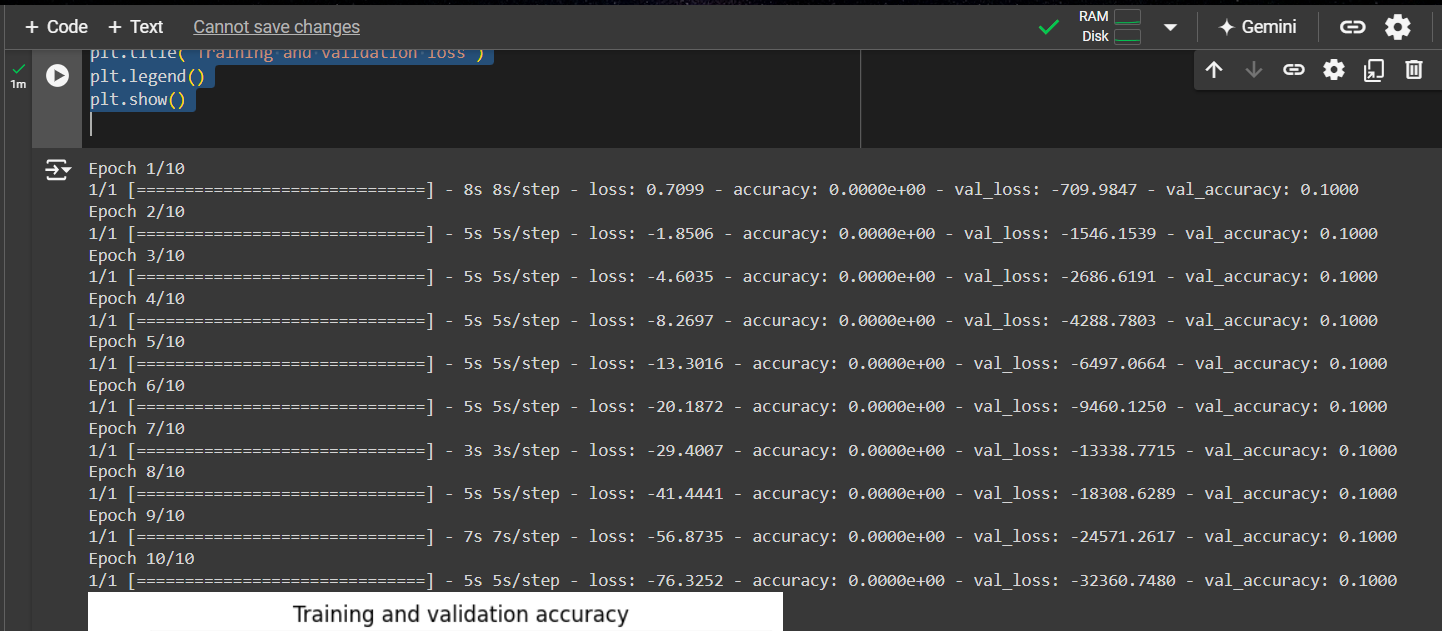 + Code + Text Cannot save changes RAM Disk Gemini
plt.title('Training and validation loss')
1m
plt.legend()
plt.show()
Epoch 1/10
1/1 [==============================] - 8s 8s/step - loss: 0.7099 - accuracy: 0.0000e+00 - val_loss: -709.9847 - val_accuracy: 0.1000
Epoch 2/10
1/1 [==============================] - 5s 5s/step - loss: -1.8506 - accuracy: 0.0000e+00 - val_loss: -1546.1539 - val_accuracy: 0.1000
Epoch 3/10
1/1 [==============================] - 5s 5s/step - loss: -4.6035 - accuracy: 0.0000e+00 - val_loss: -2686.6191 - val_accuracy: 0.1000
Epoch 4/10
1/1 [==============================] - 5s 5s/step - loss: -8.2697 - accuracy: 0.0000e+00 - val_loss: -4288.7803 - val_accuracy: 0.1000
Epoch 5/10
1/1 [==============================] - 5s 5s/step - loss: -13.3016 - accuracy: 0.0000e+00 - val_loss: -6497.0664 - val_accuracy: 0.1000
Epoch 6/10
1/1 [==============================] - 5s 5s/step - loss: -20.1872 - accuracy: 0.0000e+00 - val_loss: -9460.1250 - val_accuracy: 0.1000
Epoch 7/10
1/1 [==============================] - 3s 3s/step - loss: -29.4007 - accuracy: 0.0000e+00 - val_loss: -13338.7715 - val_accuracy: 0.1000
Epoch 8/10
1/1 [==============================] - 5s 5s/step - loss: -41.4441 - accuracy: 0.0000e+00 - val_loss: -18308.6289 - val_accuracy: 0.1000
Epoch 9/10
1/1 [==============================] - 7s 7s/step - loss: -56.8735 - accuracy: 0.0000e+00 - val_loss: -24571.2617 - val_accuracy: 0.1000
Epoch 10/10
1/1 [==============================] - 5s 5s/step - loss: -76.3252 - accuracy: 0.0000e+00 - val_loss: -32360.7480 - val_accuracy: 0.1000
Training and validation accuracy